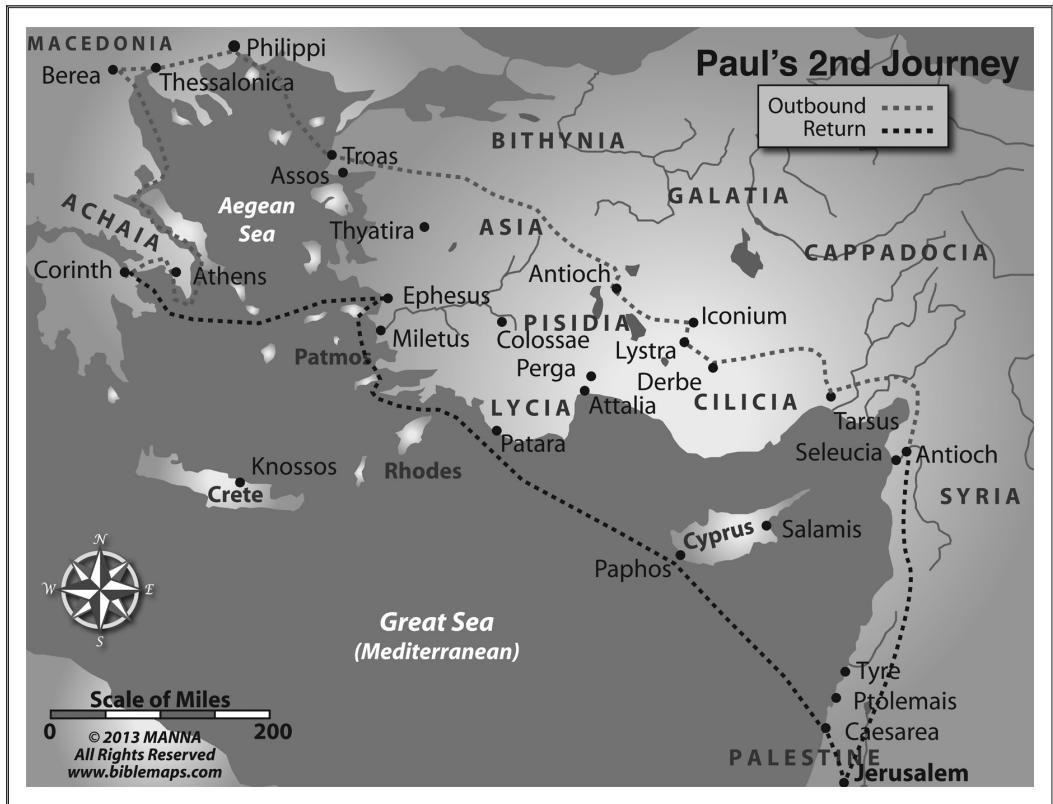 MACEDONIA
Philippi
Berea
Thessalonica
Paul's 2nd Journey
Outbound
Return
BITHYNIA
Troas
Assos
GALATIA
ACHAIA
Aegean
Sea
Thyatira
ASIA
CAPPADOCIA
Corinth
Athens
Antioch
Ephesus
PISIDIA
Iconium
Miletus
Colossae
Lystra
Patmos
Perga
Derbe
LYCIA
Attalia
CILICIA
Tarsus
Patara
Seleucia
Antioch
Knossos
Rhodes
Crete
SYRIA
Cyprus
Salamis
Paphos
N
W
E
S
Great Sea
(Mediterranean)
Tyre
Ptolemais
Caesarea
PALESTINE
Jerusalem
Scale of Miles
0
200
© 2013 MANNA
All Rights Reserved
www.biblemaps.com